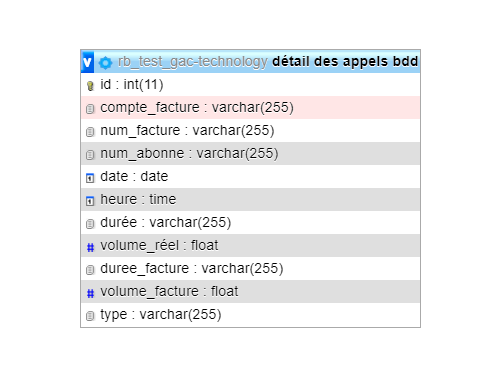 v rb_test_gac-technology détail des appels bdd
id : int(11)
compte_facture : varchar(255)
num_facture : varchar(255)
num_abonne : varchar(255)
date : date
heure : time
durée : varchar(255)
# volume_réel : float
duree_facture : varchar(255)
# volume_facture : float
type : varchar(255)